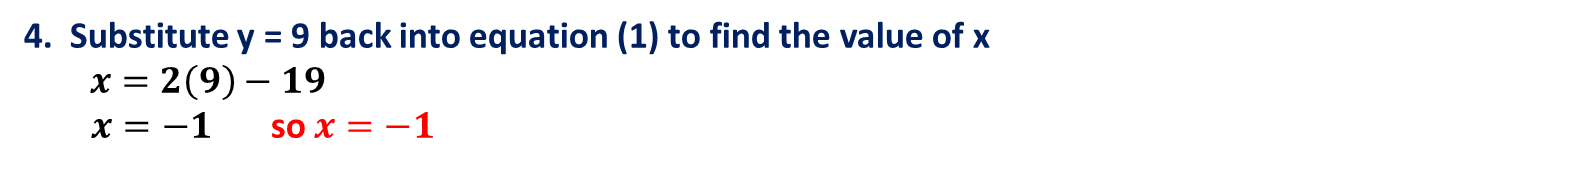 4. Substitute y = 9 back into equation (1) to find the value of x
x = 2(9) − 19
x = −1 so x = −1